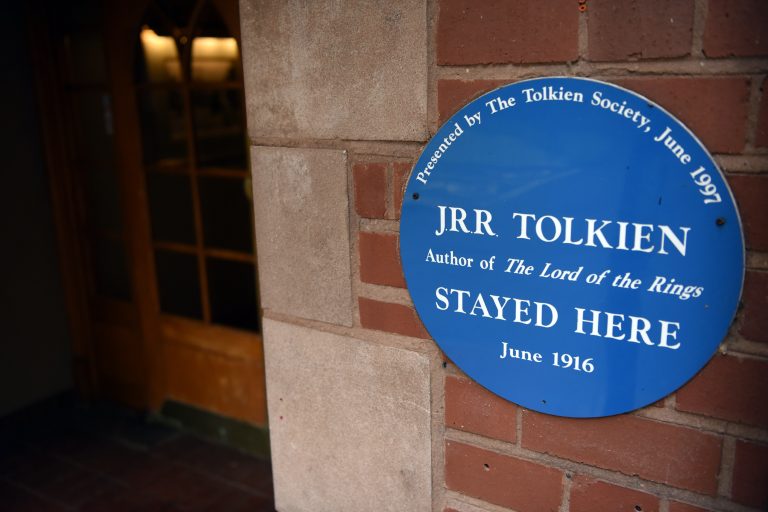 Presented by The Tolkien Society, June 1997
J.R.R. TOLKIEN
Author of The Lord of the Rings
STAYED HERE
June 1916